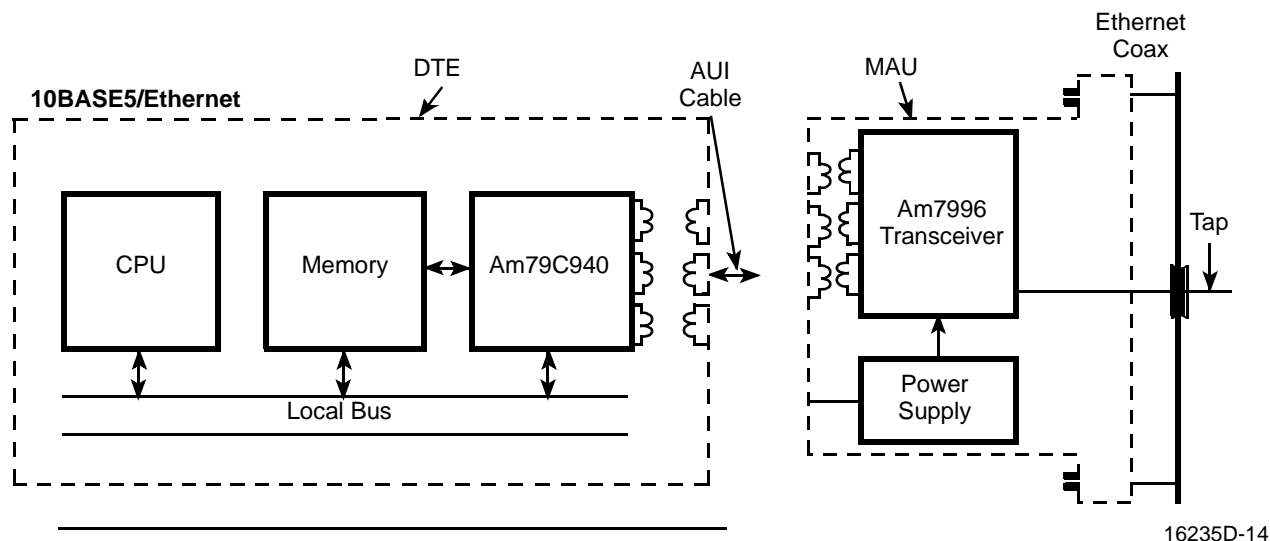 Ethernet
Coax
DTE
AUI
Cable
MAU
10BASE5/Ethernet
CPU
Memory
Am79C940
Am7996
Transceiver
Tap
Power
Supply
Local Bus
16235D-14